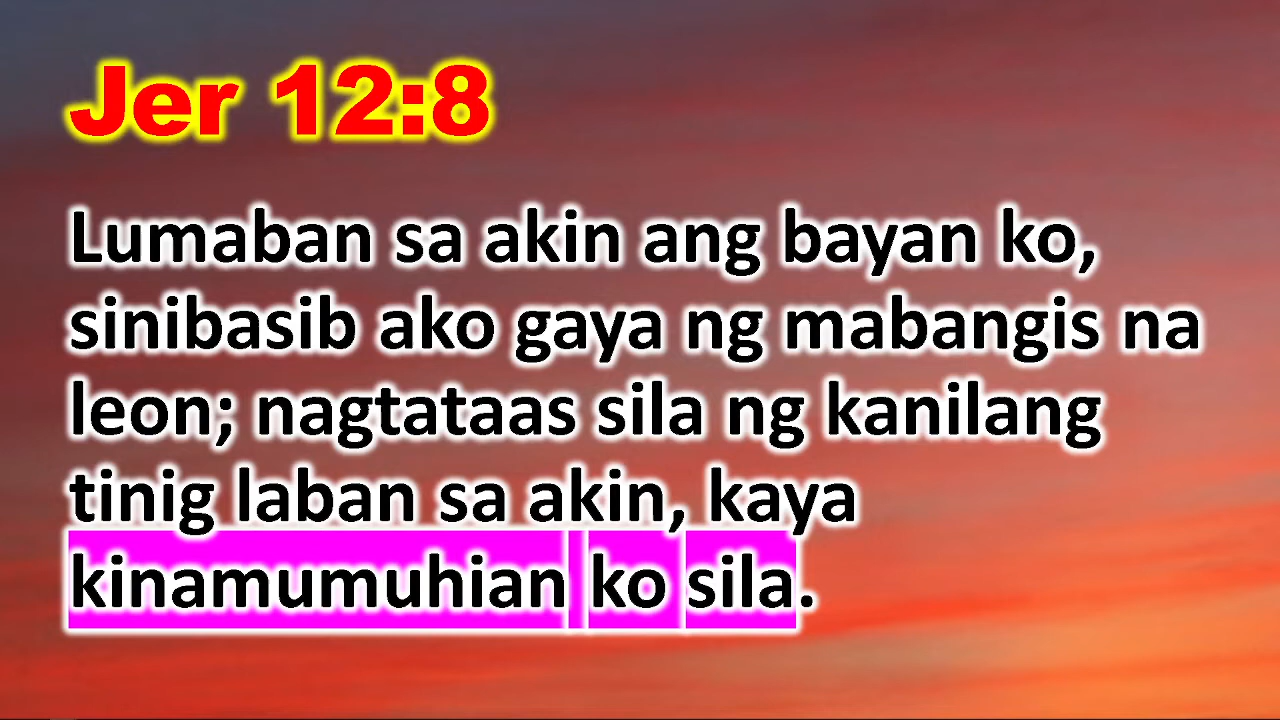 Jer 12:8
Lumaban sa akin ang bayan ko,
sinibasib ako gaya ng mabangis na
leon; nagtataas sila ng kanilang
tinig laban sa akin, kaya
kinamumuhian ko sila.